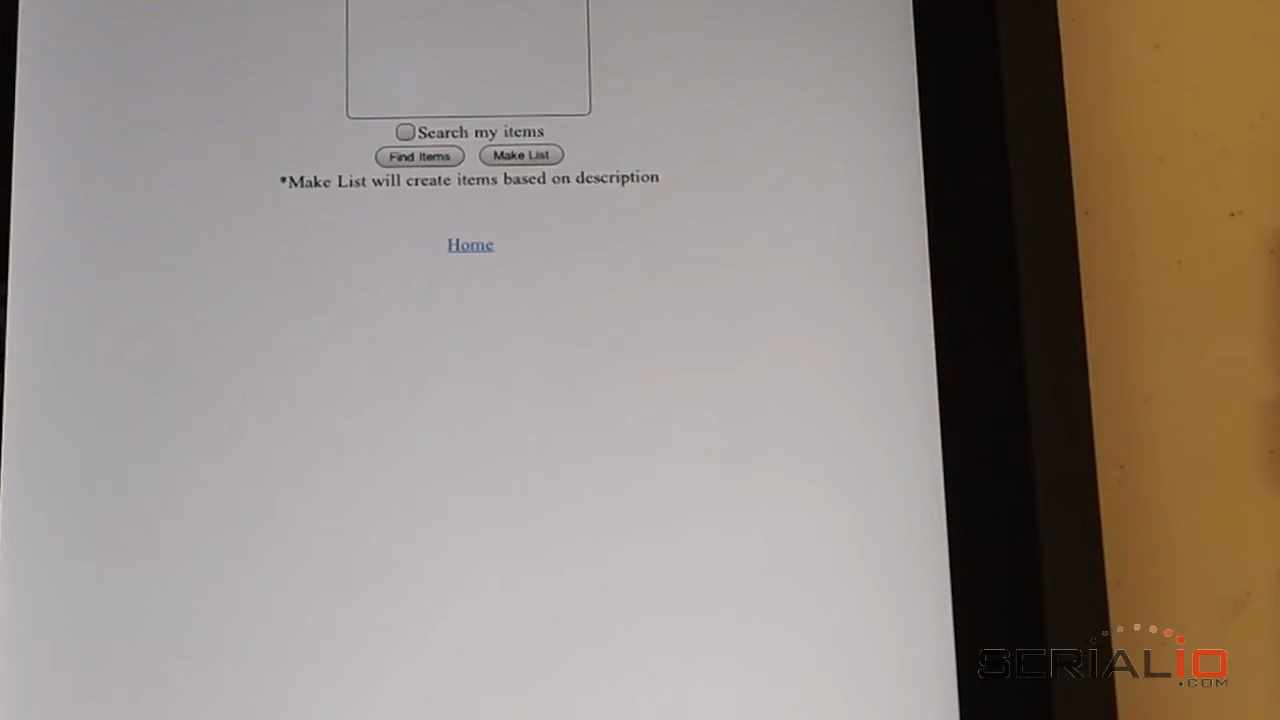 Search my items
Find Items Make List
*Make List will create items based on description
Home
SERIALIO
.COM